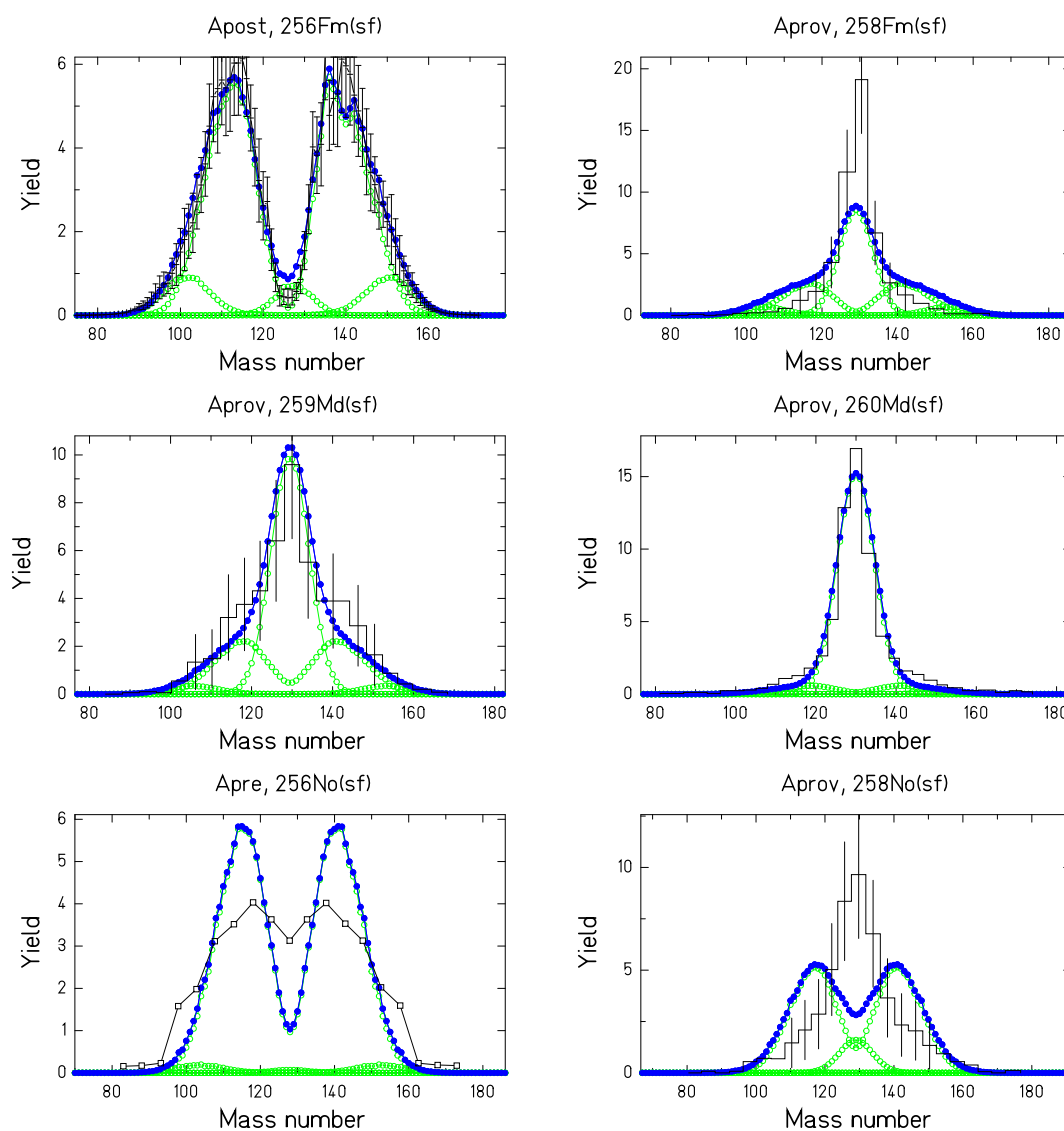 Apost, 256Fm(sf)
6
4
2
0
Yield
80 100 120 140 160
Mass number
Aprov, 258Fm(sf)
20
15
10
5
0
Yield
80 100 120 140 160 180
Mass number
Aprov, 259Md(sf)
10
8
6
4
2
0
Yield
80 100 120 140 160 180
Mass number
Aprov, 260Md(sf)
15
10
5
0
Yield
80 100 120 140 160 180
Mass number
Apre, 256No(sf)
6
5
4
3
2
1
0
Yield
80 100 120 140 160 180
Mass number
Aprov, 258No(sf)
10
5
0
Yield
80 100 120 140 160 180
Mass number